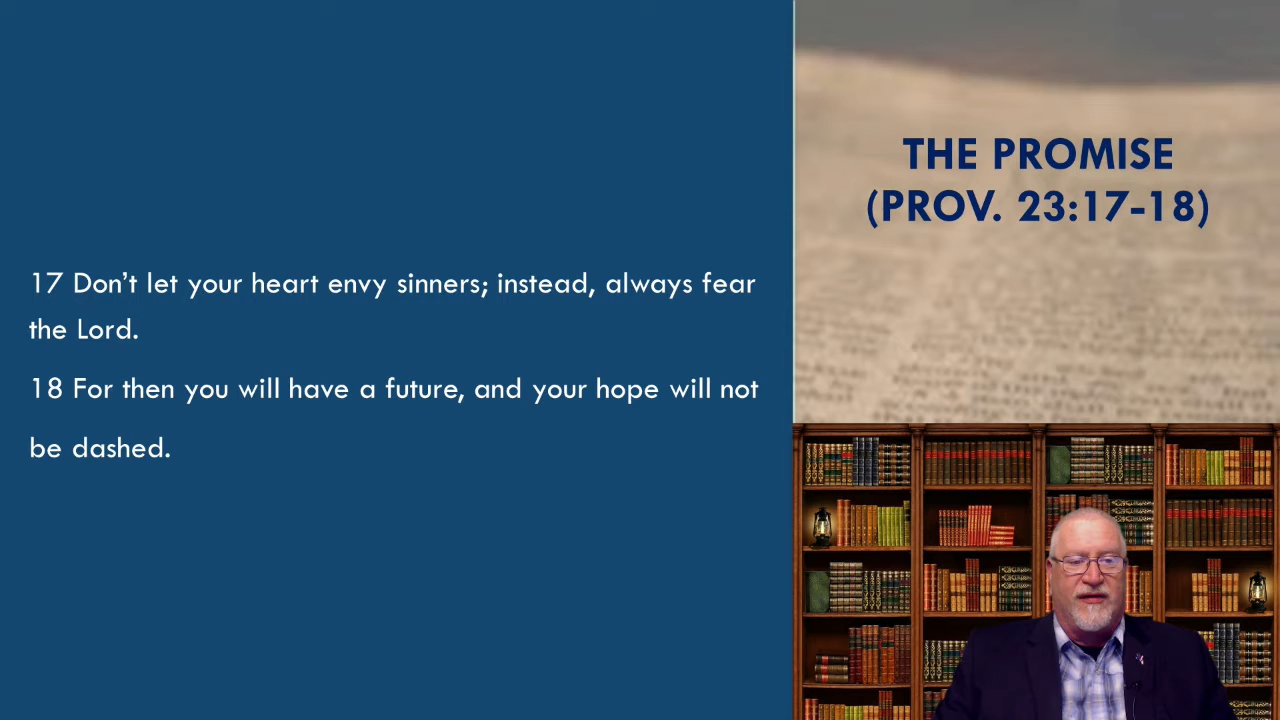 THE PROMISE
(PROV. 23:17-18)
17 Don’t let your heart envy sinners; instead, always fear
the Lord.
18 For then you will have a future, and your hope will not
be dashed.